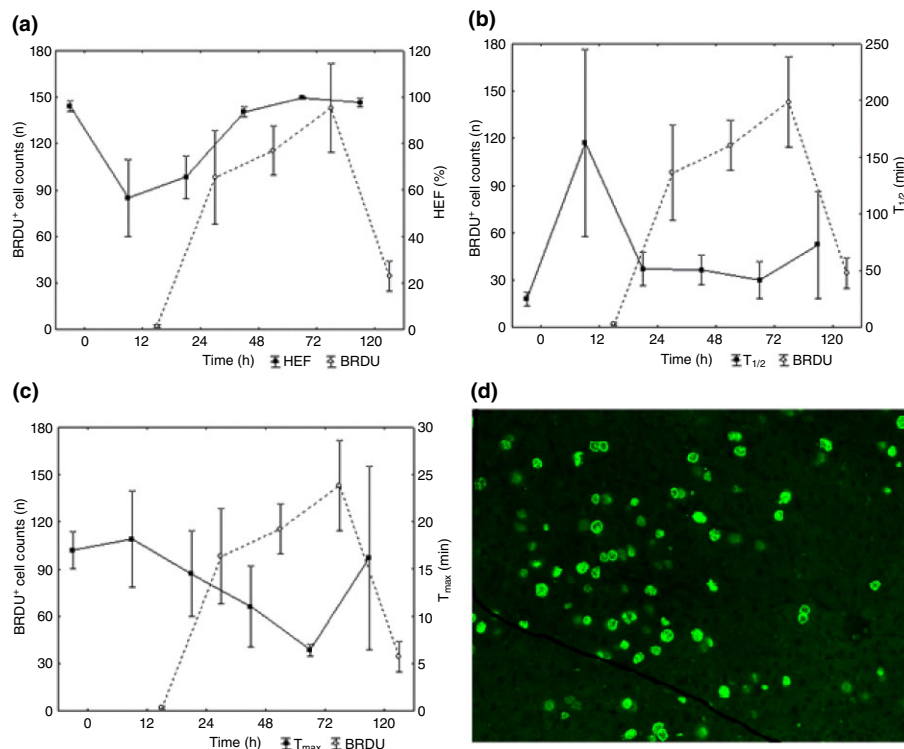 (a)
180
150
120
90
60
30
0
BRDU+ cell counts (n)
120
100
80
60
40
20
0
HEF (%)
0 12 24 48 72 120
Time (h) HEF BRDU
(b)
180
150
120
90
60
30
0
BRDU+ cell counts (n)
250
200
150
100
50
0
T1/2 (min)
0 12 24 48 72 120
Time (h) T1/2 BRDU
(c)
180
150
120
90
60
30
0
BRDU+ cell counts (n)
30
25
20
15
10
5
0
Tmax (min)
0 12 24 48 72 120
Time (h) Tmax BRDU
(d)